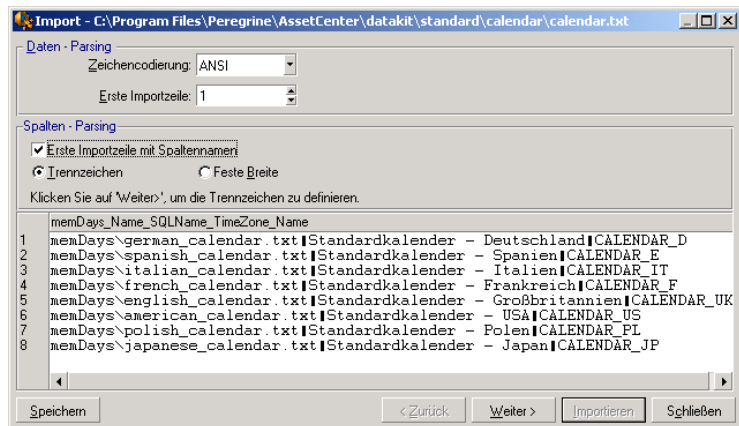 Import - C:\Program Files\Peregrine\AssetCenter\datakit\standard\calendar\calendar.txt
Daten - Parsing
Zeichencodierung: ANSI
Erste Importzeile: 1
Spalten - Parsing
Erste Importzeile mit Spaltennamen
Trennzeichen Feste Breite
Klicken Sie auf 'Weiter>', um die Trennzeichen zu definieren.
memDays_Name_SQLName_TimeZone_Name
1 memDays\german_calendar.txt|Standardkalender - Deutschland|CALENDAR_D
2 memDays\spanish_calendar.txt|Standardkalender - Spanien|CALENDAR_E
3 memDays\italian_calendar.txt|Standardkalender - Italien|CALENDAR_IT
4 memDays\french_calendar.txt|Standardkalender - Frankreich|CALENDAR_F
5 memDays\english_calendar.txt|Standardkalender - Großbritannien|CALENDAR_UK
6 memDays\american_calendar.txt|Standardkalender - USA|CALENDAR_US
7 memDays\polish_calendar.txt|Standardkalender - Polen|CALENDAR_PL
8 memDays\japanese_calendar.txt|Standardkalender - Japan|CALENDAR_JP
Speichern < Zurück Weiter > Importieren Schließen